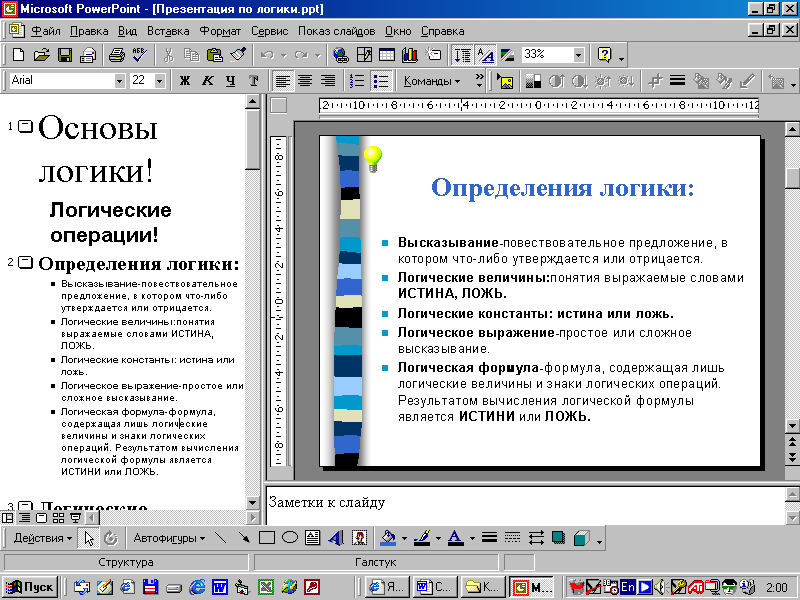 Microsoft PowerPoint - [Презентация по логики.ppt]
Файл Правка Вид Вставка Формат Сервис Показ слайдов Окно Справка
33%
Arial 22 Ж К Ч Команды
1 Основы
логики!
Логические
операции!
2 Определения логики:
Высказывание-повествовательное
предложение, в котором что-либо
утверждается или отрицается.
Логические величины:понятия
выражаемые словами ИСТИНА,
ЛОЖЬ.
Логические константы: истина или
ложь.
Логическое выражение-простое или
сложное высказывание.
Логическая формула-формула,
содержащая лишь логические
величины и знаки логических
операций. Результатом вычисления
логической формулы является
ИСТИНИ или ЛОЖЬ.
3 Логические
Определения логики:
Высказывание-повествовательное предложение, в
котором что-либо утверждается или отрицается.
Логические величины:понятия выражаемые словами
ИСТИНА, ЛОЖЬ.
Логические константы: истина или ложь.
Логическое выражение-простое или сложное
высказывание.
Логическая формула-формула, содержащая лишь
логические величины и знаки логических операций.
Результатом вычисления логической формулы
является ИСТИНИ или ЛОЖЬ.
Заметки к слайду
Действия Автофигуры
Структура Галстук
Пуск Я... С... К... М... En 2:00